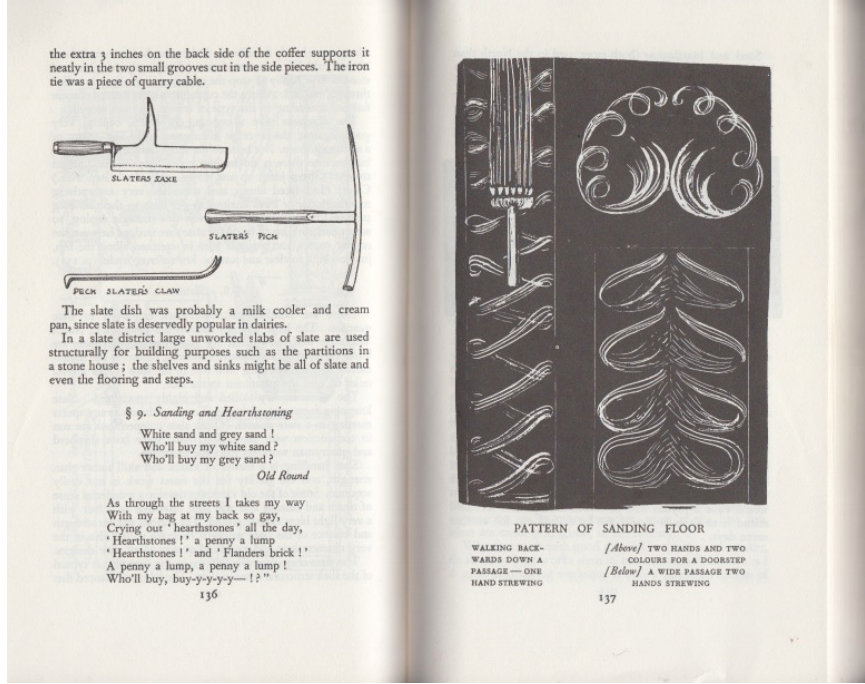 the extra 3 inches on the back side of the coffer supports it
neatly in the two small grooves cut in the side pieces. The iron
tie was a piece of quarry cable.
SLATERS SAXE
SLATER'S PICK
PECK SLATER'S CLAW
The slate dish was probably a milk cooler and cream
pan, since slate is deservedly popular in dairies.
In a slate district large unworked slabs of slate are used
structurally for building purposes such as the partitions in
a stone house ; the shelves and sinks might be all of slate and
even the flooring and steps.
§ 9. Sanding and Hearthstoning
White sand and grey sand !
Who'll buy my white sand ?
Who'll buy my grey sand ?
Old Round
As through the streets I takes my way
With my bag at my back so gay,
Crying out ' hearthstones ' all the day,
' Hearthstones ! ' a penny a lump
' Hearthstones ! ' and ' Flanders brick ! '
A penny a lump, a penny a lump !
Who'll buy, buy-y-y-y-y— ! ? "
136
PATTERN OF SANDING FLOOR
WALKING BACK-
WARDS DOWN A
PASSAGE — ONE
HAND STREWING
[Above] TWO HANDS AND TWO
COLOURS FOR A DOORSTEP
[Below] A WIDE PASSAGE TWO
HANDS STREWING
137